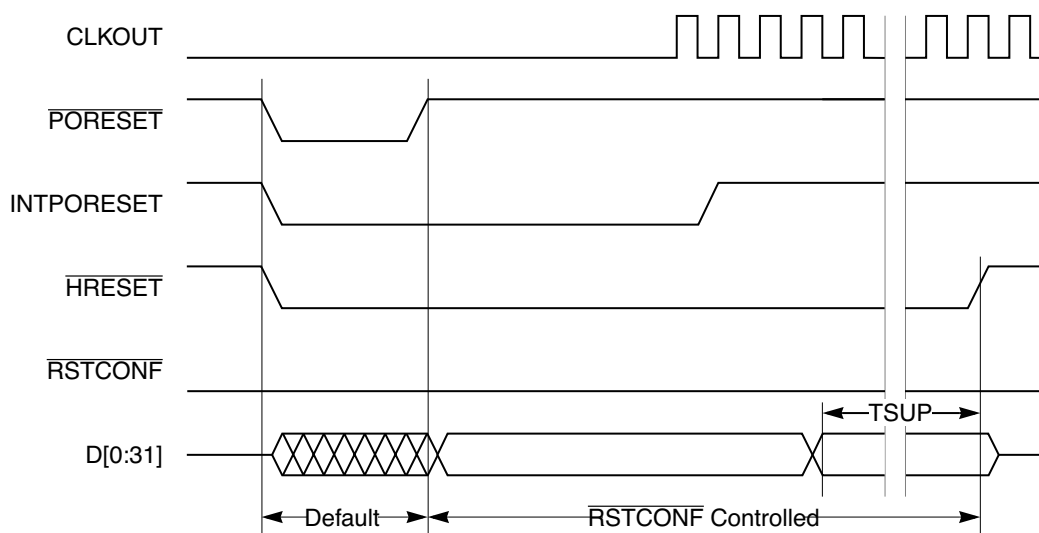 CLKOUT
PORESET
INTPORESET
HRESET
RSTCONF
TSUP
D[0:31]
Default
RSTCONF Controlled